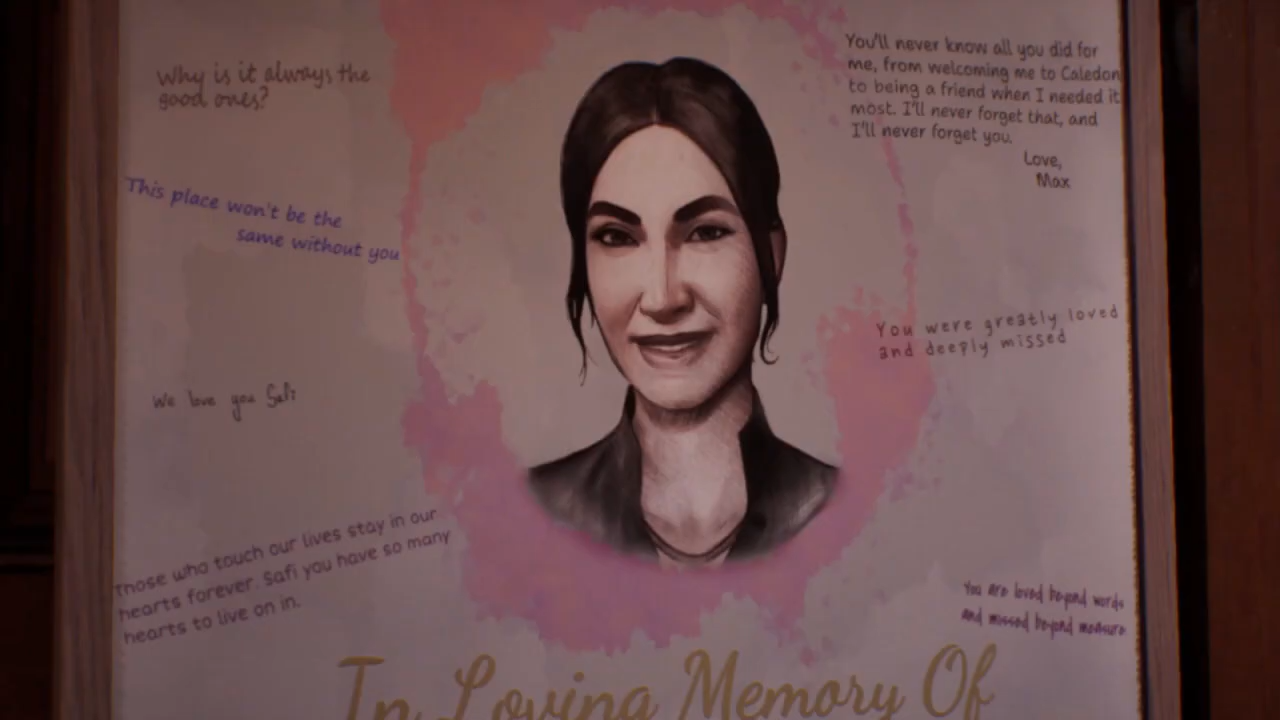 Why is it always the
good ones?
This place won't be the
same without you
We love you Safi
Those who touch our lives stay in our
hearts forever. Safi you have so many
hearts to live on in.
You'll never know all you did for
me, from welcoming me to Caledon
to being a friend when I needed it
most. I'll never forget that, and
I'll never forget you.
Love,
Max
You were greatly loved
and deeply missed
You are loved beyond words
and missed beyond measure
In Loving Memory Of